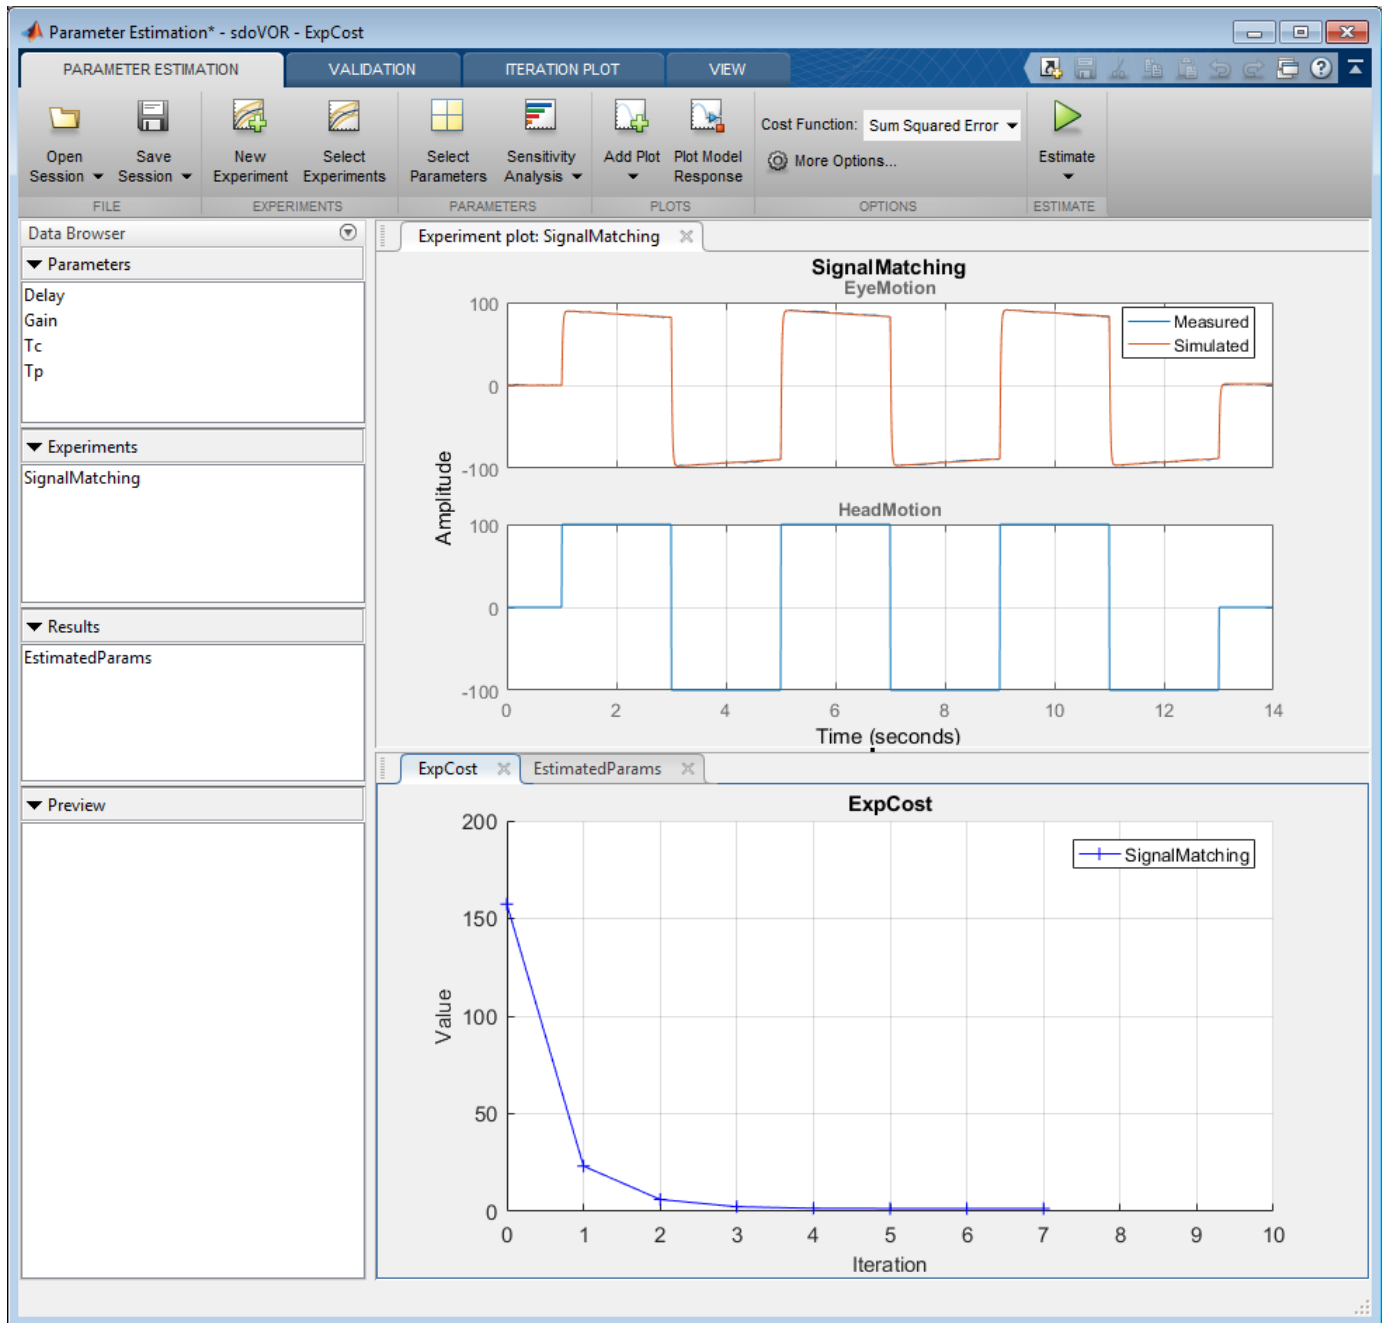 Parameter Estimation* - sdoVOR - ExpCost
PARAMETER ESTIMATION VALIDATION ITERATION PLOT VIEW
Open Session Save Session New Experiment Select Experiments Select Parameters Sensitivity Analysis Add Plot Plot Model Response Cost Function: Sum Squared Error More Options... Estimate
FILE EXPERIMENTS PARAMETERS PLOTS OPTIONS ESTIMATE
Data Browser
Parameters
Delay
Gain
Tc
Tp
Experiments
SignalMatching
Results
EstimatedParams
Preview
Experiment plot: SignalMatching
SignalMatching
EyeMotion
Measured
Simulated
100
0
-100
Amplitude
HeadMotion
100
0
-100
0 2 4 6 8 10 12 14
Time (seconds)
ExpCost EstimatedParams
ExpCost
SignalMatching
200
150
100
50
0
Value
0 1 2 3 4 5 6 7 8 9 10
Iteration